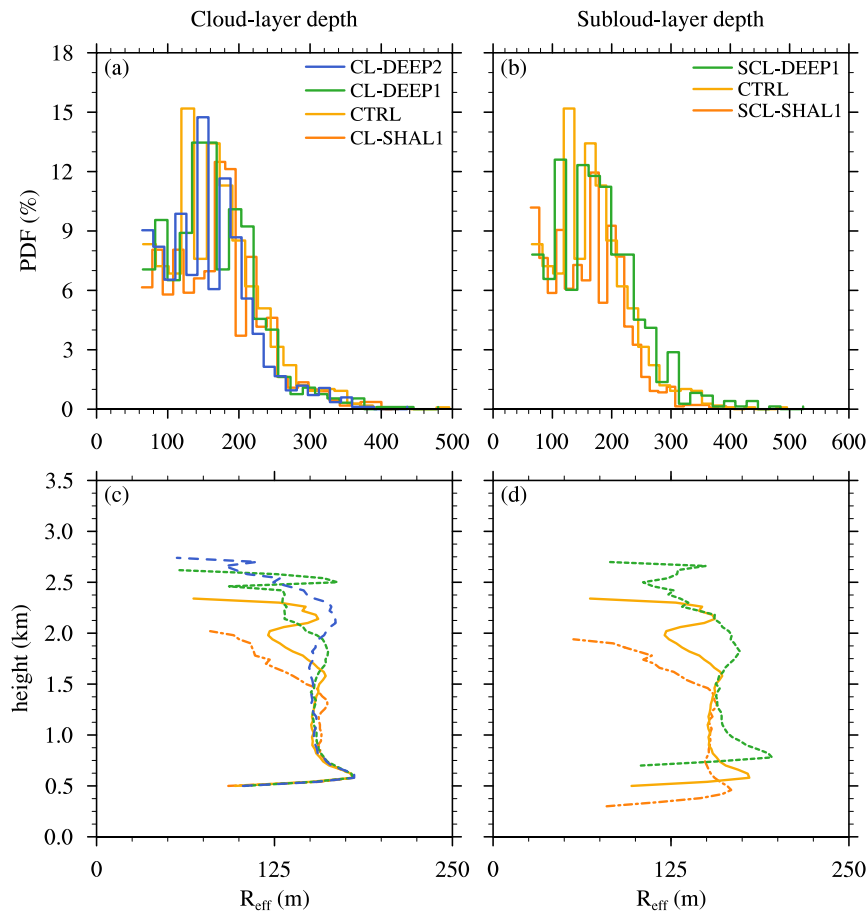 Cloud-layer depth
Subloud-layer depth
(a)
CL-DEEP2
CL-DEEP1
CTRL
CL-SHAL1
(b)
SCL-DEEP1
CTRL
SCL-SHAL1
PDF (%)
18
15
12
9
6
3
0
0 100 200 300 400 500
0 100 200 300 400 500 600
(c)
(d)
height (km)
3.5
3.0
2.5
2.0
1.5
1.0
0.5
0.0
0 125 250
0 125 250
R_eff (m)
R_eff (m)